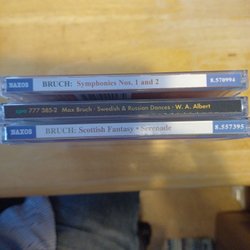 NAXOS BRUCH: Symphonies Nos. 1 and 2 8.570994
cpo 777 385-2 Max Bruch · Swedish & Russian Dances · W. A. Albert
NAXOS BRUCH: Scottish Fantasy • Serenade 8.557395